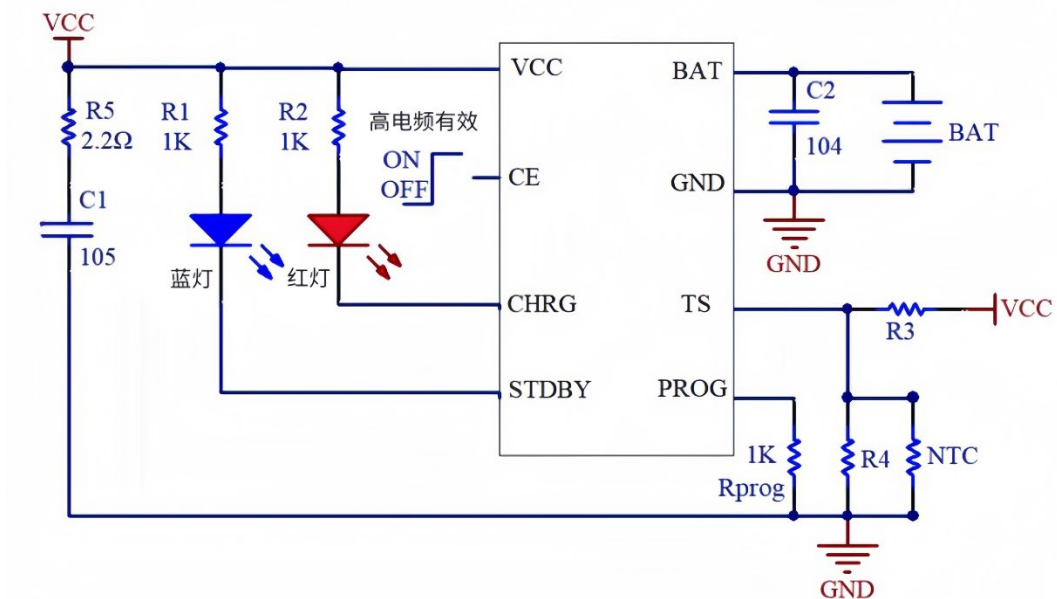 VCC
R5
2.2Ω
R1
1K
R2
1K
高电频有效
ON
OFF
VCC
CE
CHRG
STDBY
BAT
GND
TS
PROG
C2
104
BAT
GND
C1
105
蓝灯
红灯
R3
VCC
1K
Rprog
R4
NTC
GND